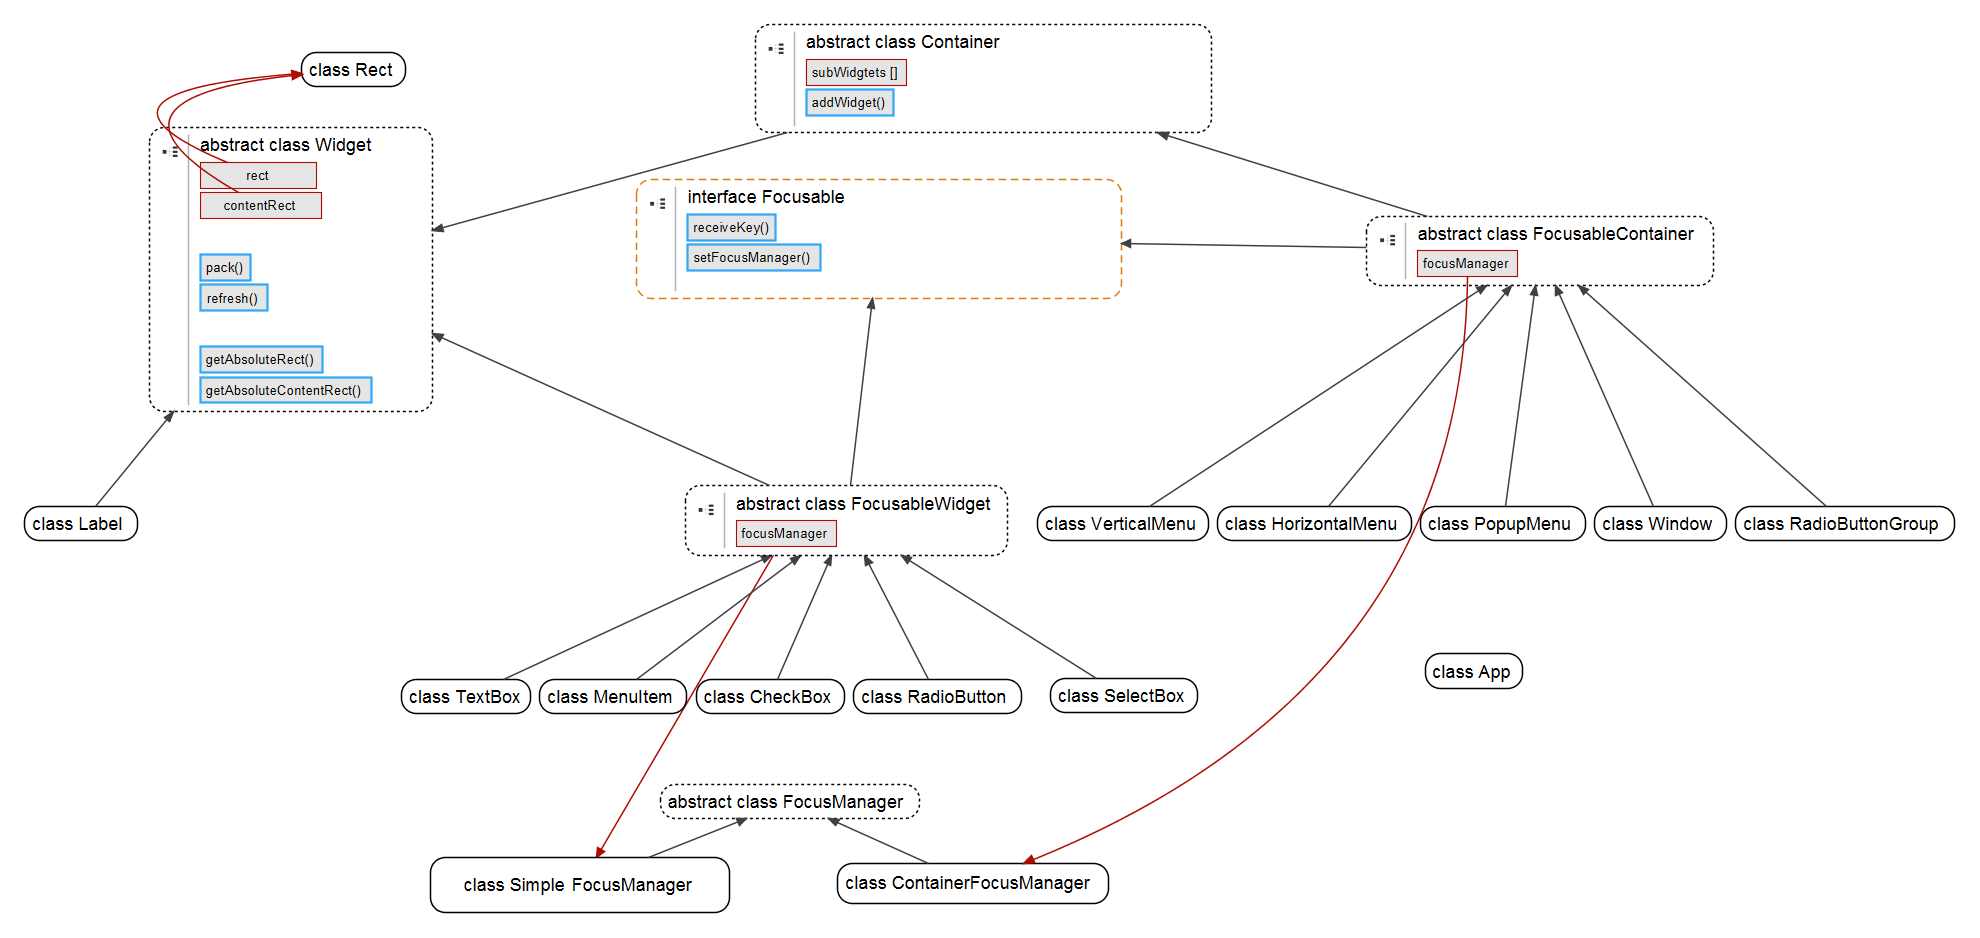 class Rect
abstract class Container
subWidgtets []
addWidget()
abstract class Widget
rect
contentRect
pack()
refresh()
getAbsoluteRect()
getAbsoluteContentRect()
interface Focusable
receiveKey()
setFocusManager()
abstract class FocusableContainer
focusManager
class Label
abstract class FocusableWidget
focusManager
class VerticalMenu
class HorizontalMenu
class PopupMenu
class Window
class RadioButtonGroup
class TextBox
class MenuItem
class CheckBox
class RadioButton
class SelectBox
class App
abstract class FocusManager
class Simple FocusManager
class ContainerFocusManager